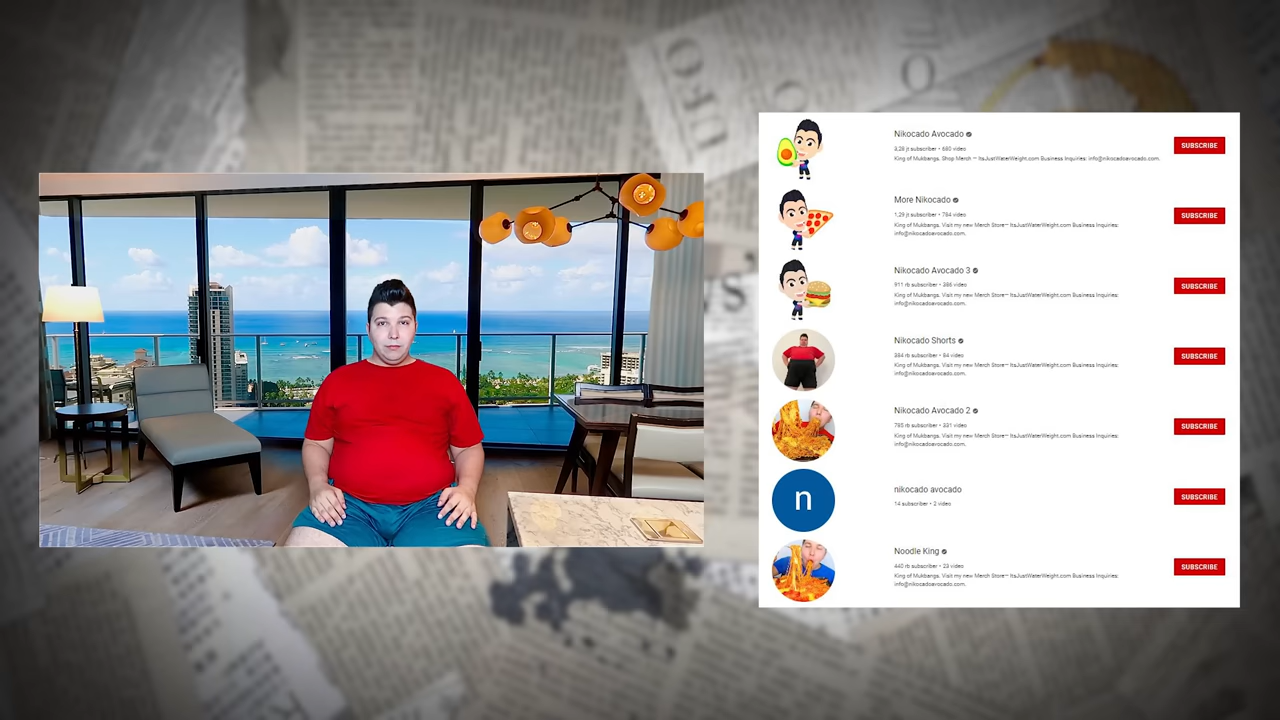 Nikocado Avocado
3,28 jt subscriber • 680 video
King of Mukbangs. Shop Merch — ItsJustWaterWeight.com Business Inquiries: info@nikocadoavocado.com.
SUBSCRIBE
More Nikocado
1,29 jt subscriber • 784 video
King of Mukbangs. Visit my new Merch Store— ItsJustWaterWeight.com Business Inquiries:
info@nikocadoavocado.com.
SUBSCRIBE
Nikocado Avocado 3
911 rb subscriber • 386 video
King of Mukbangs. Visit my new Merch Store— ItsJustWaterWeight.com Business Inquiries:
info@nikocadoavocado.com.
SUBSCRIBE
Nikocado Shorts
384 rb subscriber • 84 video
King of Mukbangs. Visit my new Merch Store— ItsJustWaterWeight.com Business Inquiries:
info@nikocadoavocado.com.
SUBSCRIBE
Nikocado Avocado 2
785 rb subscriber • 331 video
King of Mukbangs. Visit my new Merch Store— ItsJustWaterWeight.com Business Inquiries:
info@nikocadoavocado.com.
SUBSCRIBE
n
nikocado avocado
14 subscriber • 2 video
SUBSCRIBE
Noodle King
440 rb subscriber • 23 video
King of Mukbangs. Visit my new Merch Store— ItsJustWaterWeight.com Business Inquiries:
info@nikocadoavocado.com.
SUBSCRIBE